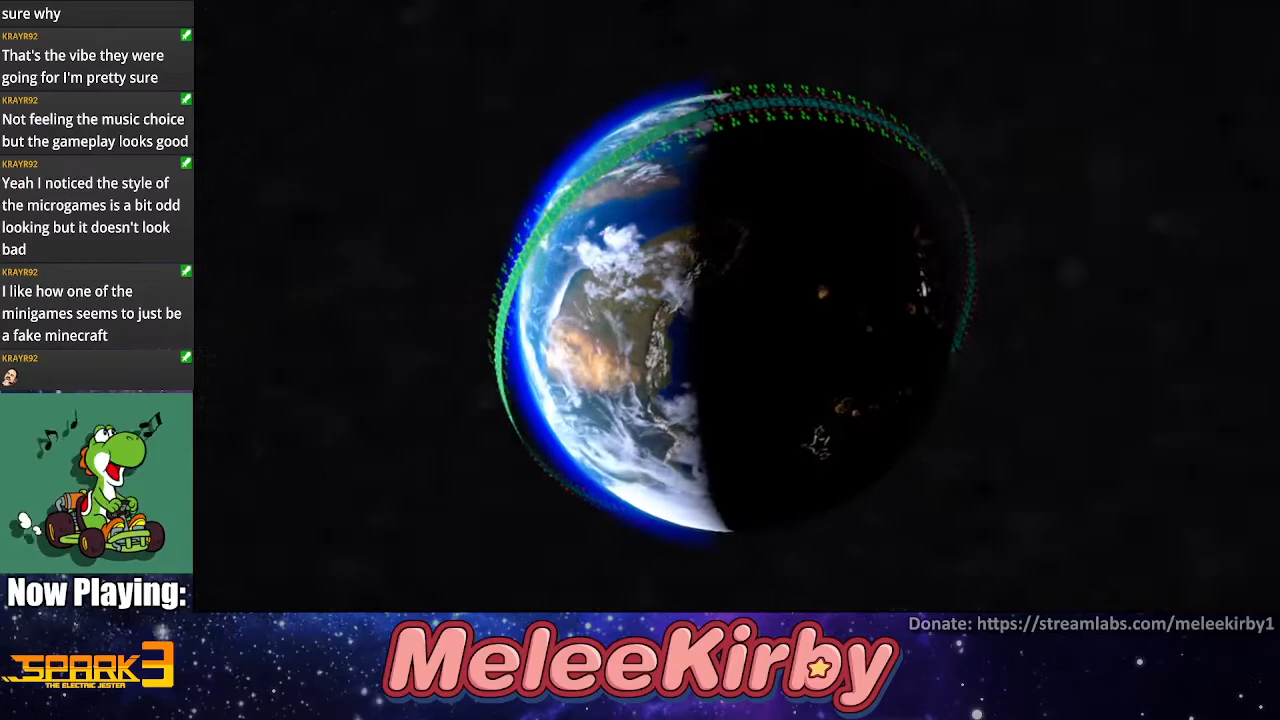 sure why
KRAYR92
That's the vibe they were
going for I'm pretty sure
KRAYR92
Not feeling the music choice
but the gameplay looks good
KRAYR92
Yeah I noticed the style of
the microgames is a bit odd
looking but it doesn't look
bad
KRAYR92
I like how one of the
minigames seems to just be
a fake minecraft
KRAYR92
Now Playing:
SPARK 3
THE ELECTRIC JESTER
MeleeKirby
Donate: https://streamlabs.com/meleekirby1